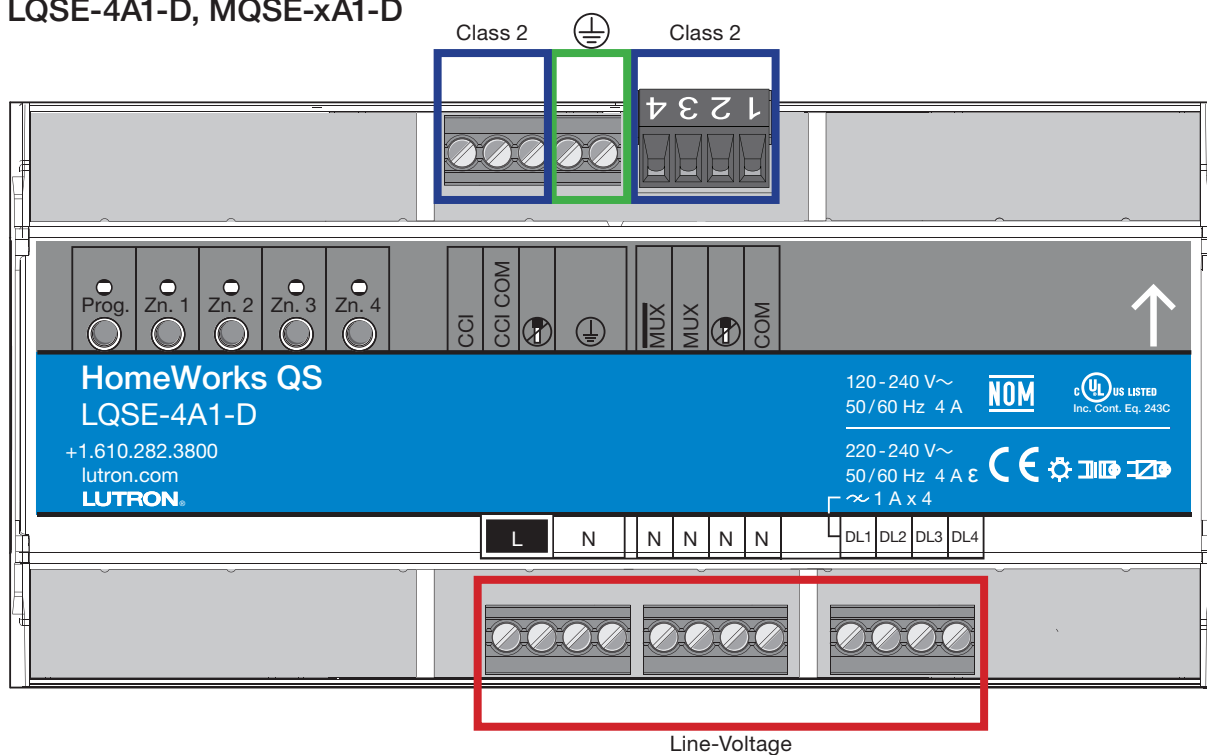 LQSE-4A1-D, MQSE-xA1-D
Class 2
Class 2
4 3 2 1
Prog. Zn. 1 Zn. 2 Zn. 3 Zn. 4
CCI
CCI COM
MUX
MUX
COM
HomeWorks QS
LQSE-4A1-D
+1.610.282.3800
lutron.com
LUTRON®
120-240 V~
50/60 Hz 4 A
NOM
C UL US LISTED
Inc. Cont. Eq. 243C
220-240 V~
50/60 Hz 4 A ε
1 A x 4
CE
L N N N N N DL1 DL2 DL3 DL4
Line-Voltage